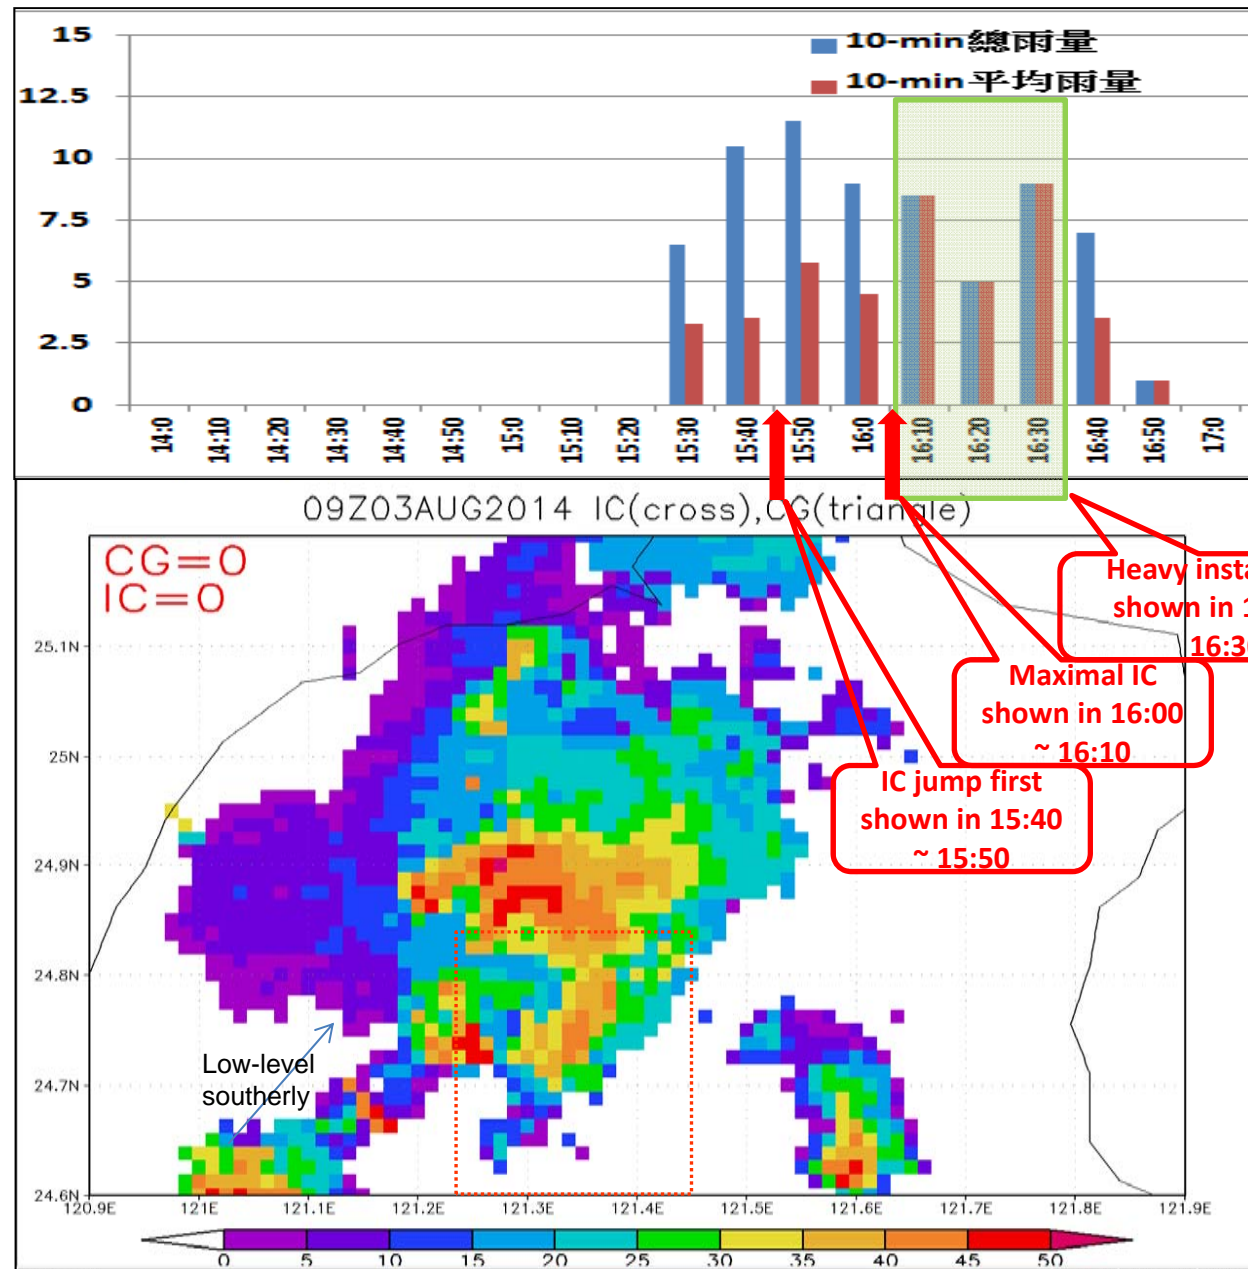 15
10-min總雨量
12.5
10-min平均雨量
10
7.5
5
2.5
0
14:0 14:10 14:20 14:30 14:40 14:50 15:0 15:10 15:20 15:30 15:40 15:50 16:0 16:10 16:20 16:30 16:40 16:50 17:0
09Z03AUG2014 IC(cross),CG(triangle)
CG=0
IC=0
Heavy insta
shown in 1
16:3
Maximal IC
shown in 16:00
~ 16:10
IC jump first
shown in 15:40
~ 15:50
25.1N
25N
24.9N
24.8N
24.7N
24.6N
Low-level
southerly
120.9E 121E 121.1E 121.2E 121.3E 121.4E 121.5E 121.6E 121.7E 121.8E 121.9E
0 5 10 15 20 25 30 35 40 45 50